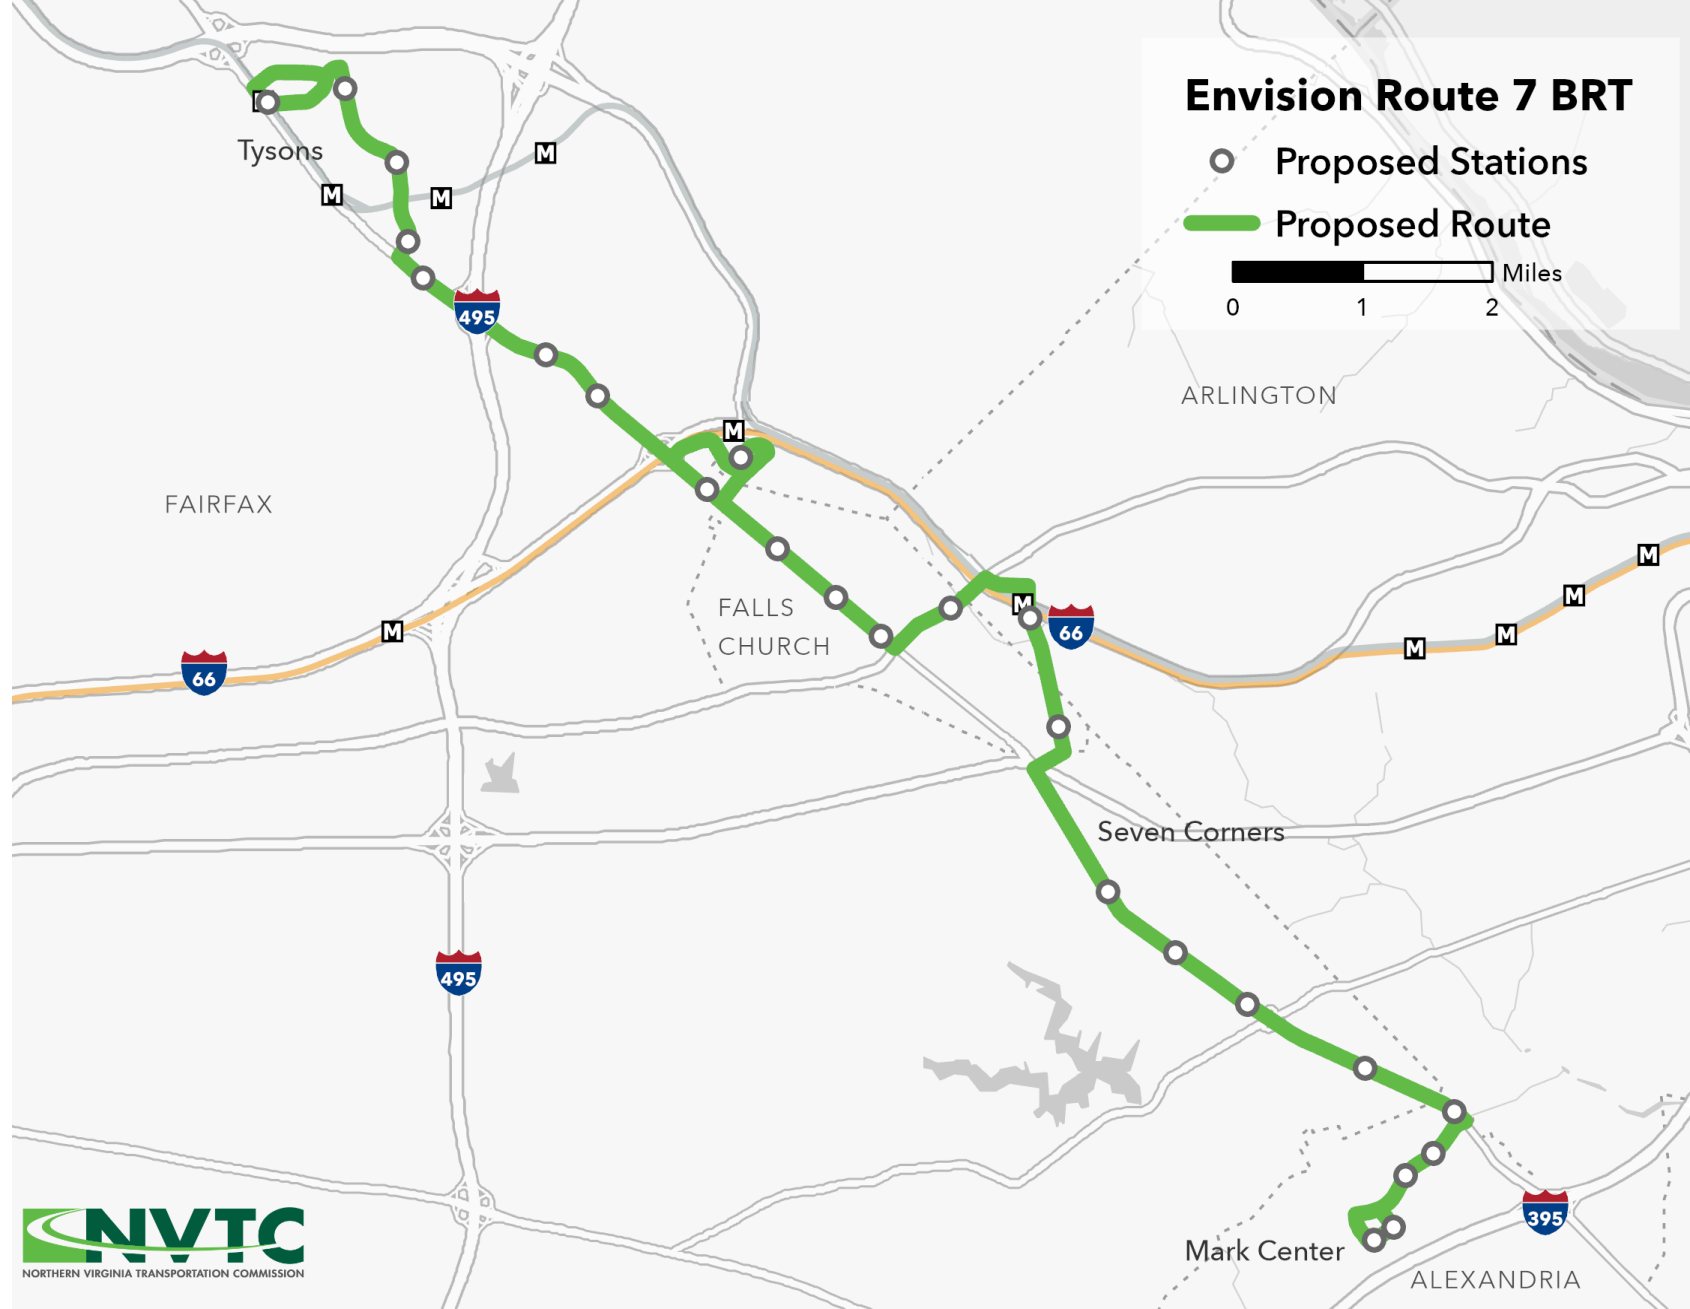 Envision Route 7 BRT
Proposed Stations
Proposed Route
Miles
0 1 2
Tysons
M
M
M
495
ARLINGTON
M
FAIRFAX
M
M
M
FALLS
CHURCH
M
66
M
M
66
Seven Corners
495
395
Mark Center
ALEXANDRIA
NVTC
NORTHERN VIRGINIA TRANSPORTATION COMMISSION